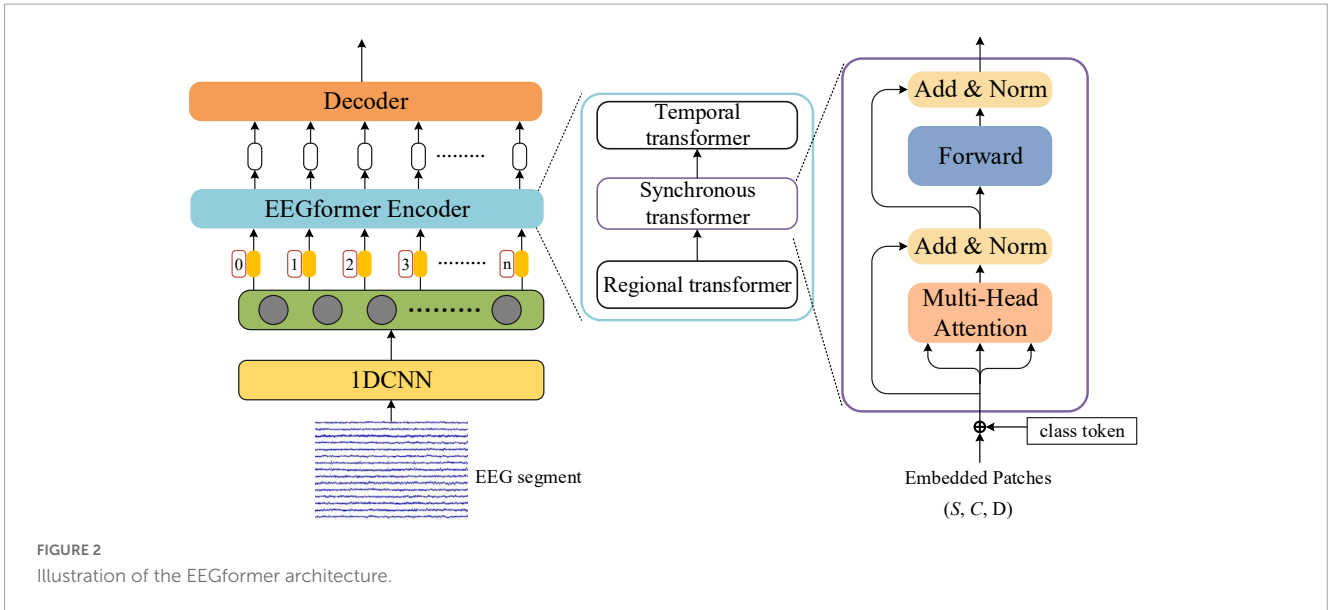 Decoder
EEGformer Encoder
0 1 2 3 ......... n
1DCNN
EEG segment
Temporal
transformer
Synchronous
transformer
Regional transformer
Add & Norm
Forward
Add & Norm
Multi-Head
Attention
class token
Embedded Patches
(S, C, D)
FIGURE 2
Illustration of the EEGformer architecture.